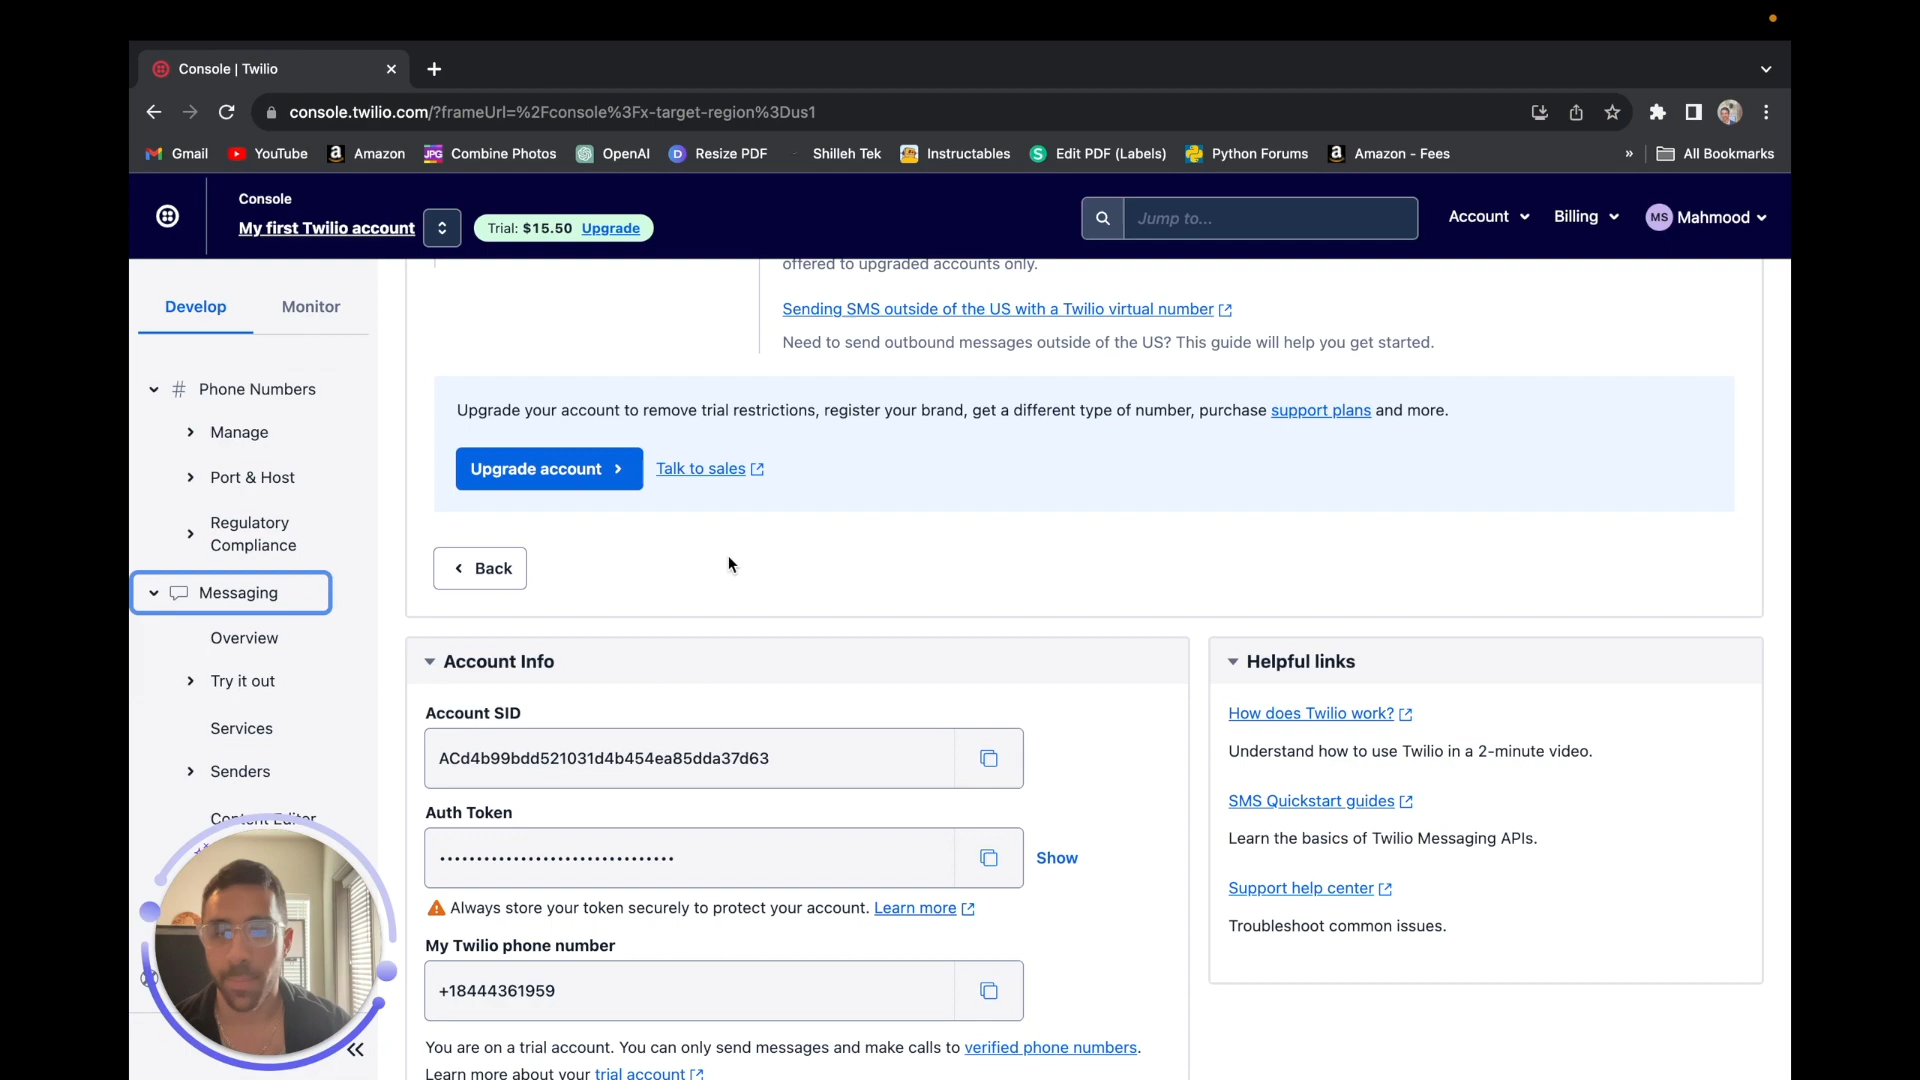 Console | Twilio
console.twilio.com/?frameUrl=%2Fconsole%3Fx-target-region%3Dus1
Gmail YouTube Amazon Combine Photos OpenAI Resize PDF Shilleh Tek Instructables Edit PDF (Labels) Python Forums Amazon - Fees » All Bookmarks
Console
My first Twilio account
Trial: $15.50 Upgrade
Jump to...
Account
Billing
MS Mahmood
Develop
Monitor
Phone Numbers
Manage
Port & Host
Regulatory
Compliance
Messaging
Overview
Try it out
Services
Senders
Content Editor
offered to upgraded accounts only.
Sending SMS outside of the US with a Twilio virtual number
Need to send outbound messages outside of the US? This guide will help you get started.
Upgrade your account to remove trial restrictions, register your brand, get a different type of number, purchase support plans and more.
Upgrade account
Talk to sales
Back
Account Info
Account SID
ACd4b99bdd521031d4b454ea85dda37d63
Auth Token
••••••••••••••••••••••••••••••••
Show
Always store your token securely to protect your account. Learn more
My Twilio phone number
+18444361959
You are on a trial account. You can only send messages and make calls to verified phone numbers.
Learn more about your trial account
Helpful links
How does Twilio work?
Understand how to use Twilio in a 2-minute video.
SMS Quickstart guides
Learn the basics of Twilio Messaging APIs.
Support help center
Troubleshoot common issues.